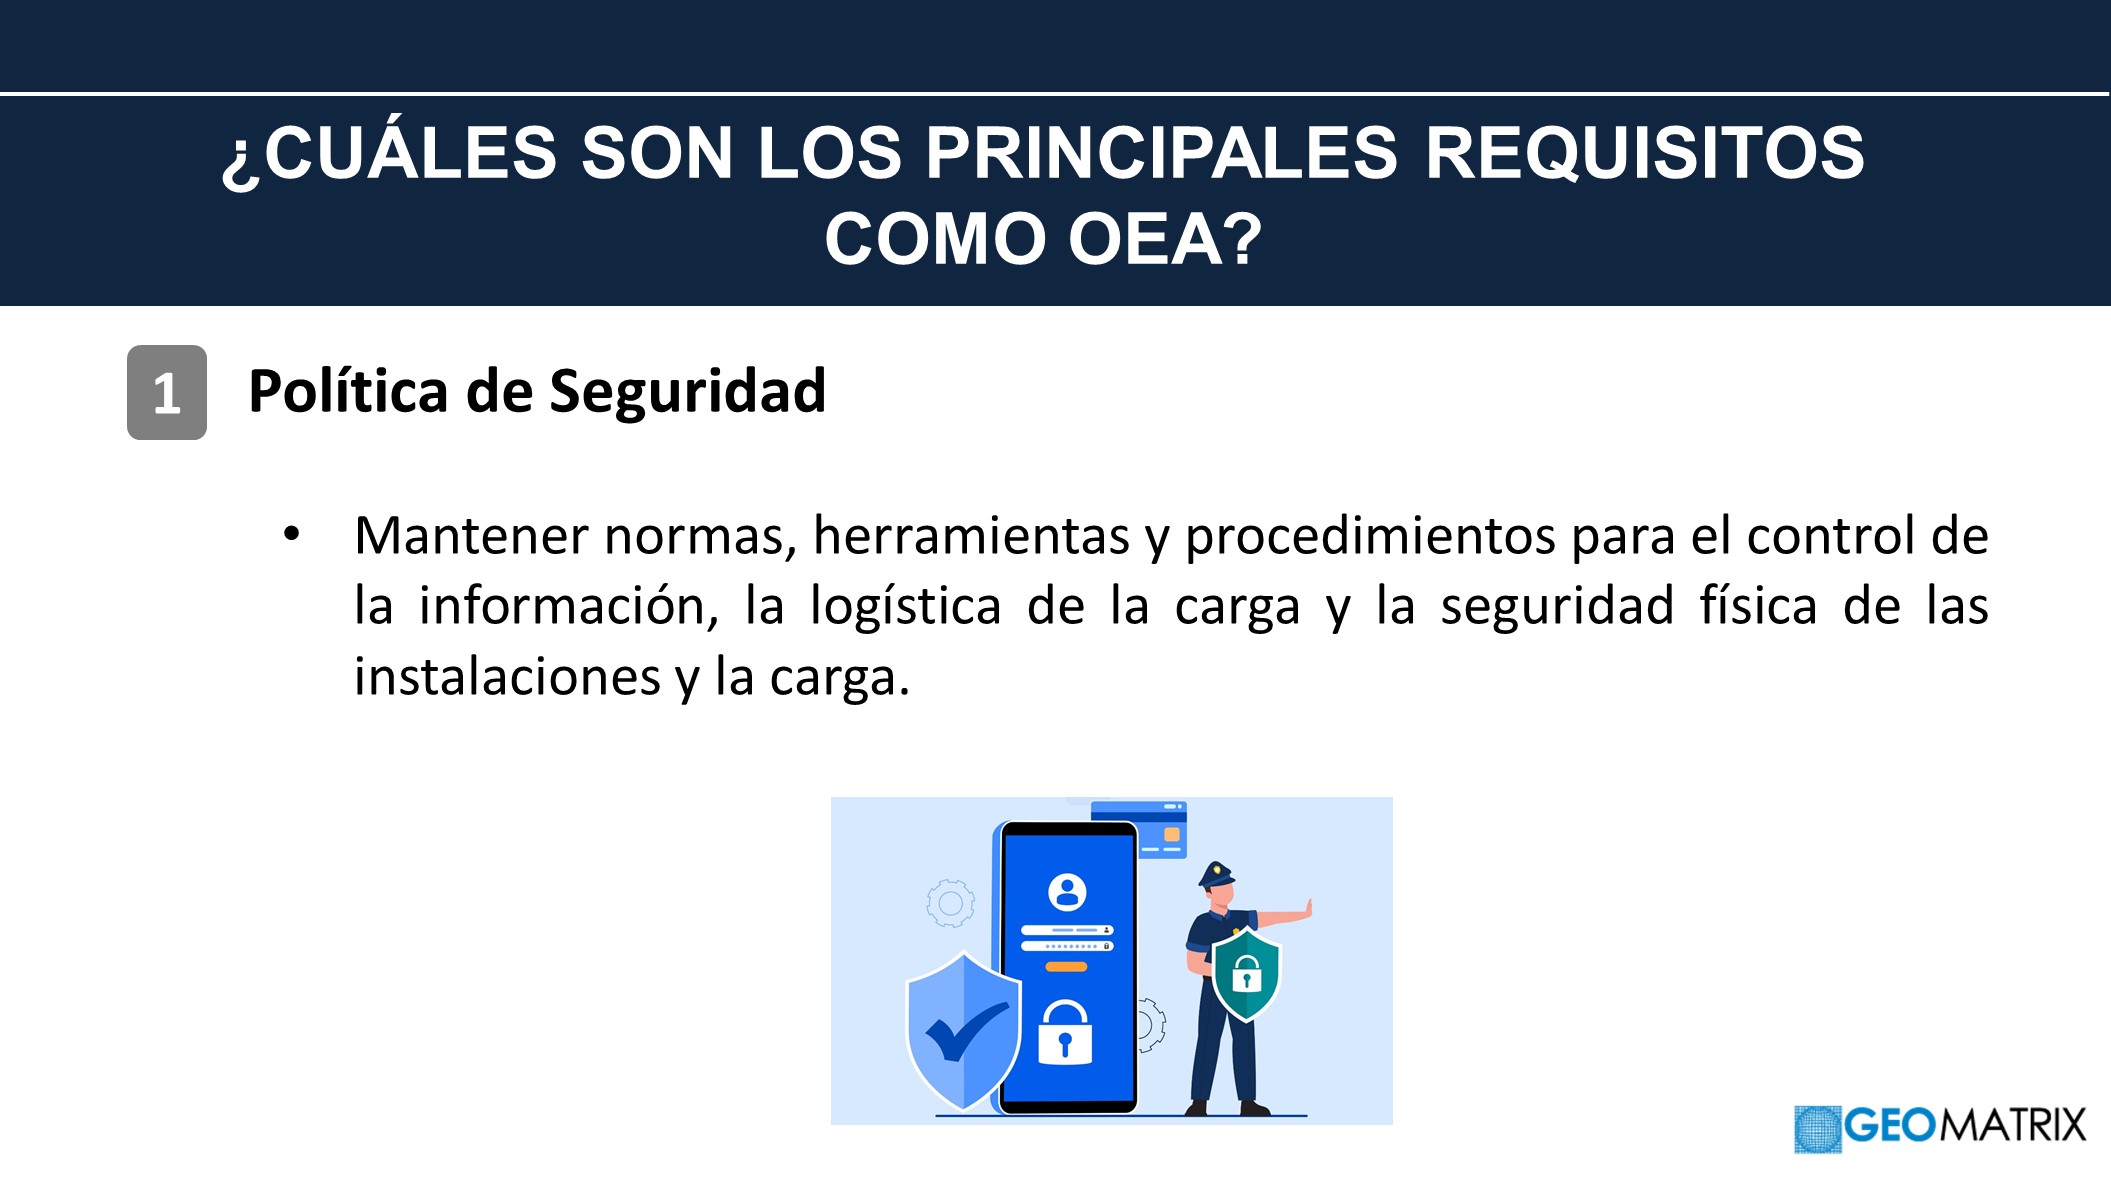 ¿CUÁLES SON LOS PRINCIPALES REQUISITOS
COMO OEA?
1 Política de Seguridad
• Mantener normas, herramientas y procedimientos para el control de
la información, la logística de la carga y la seguridad física de las
instalaciones y la carga.
GEOMATRIX